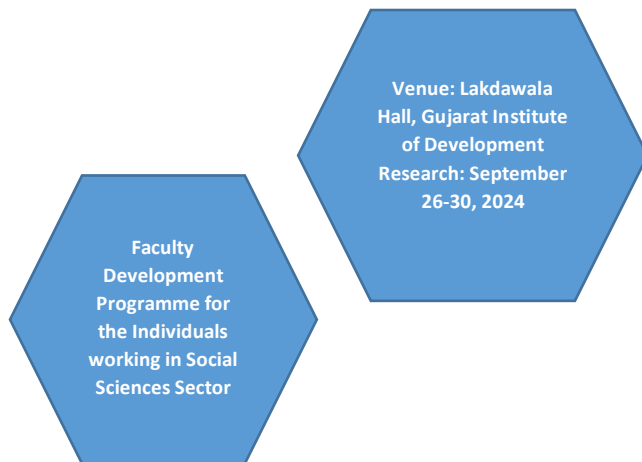 Venue: Lakdawala
Hall, Gujarat Institute
of Development
Research: September
26-30, 2024
Faculty
Development
Programme for
the Individuals
working in Social
Sciences Sector